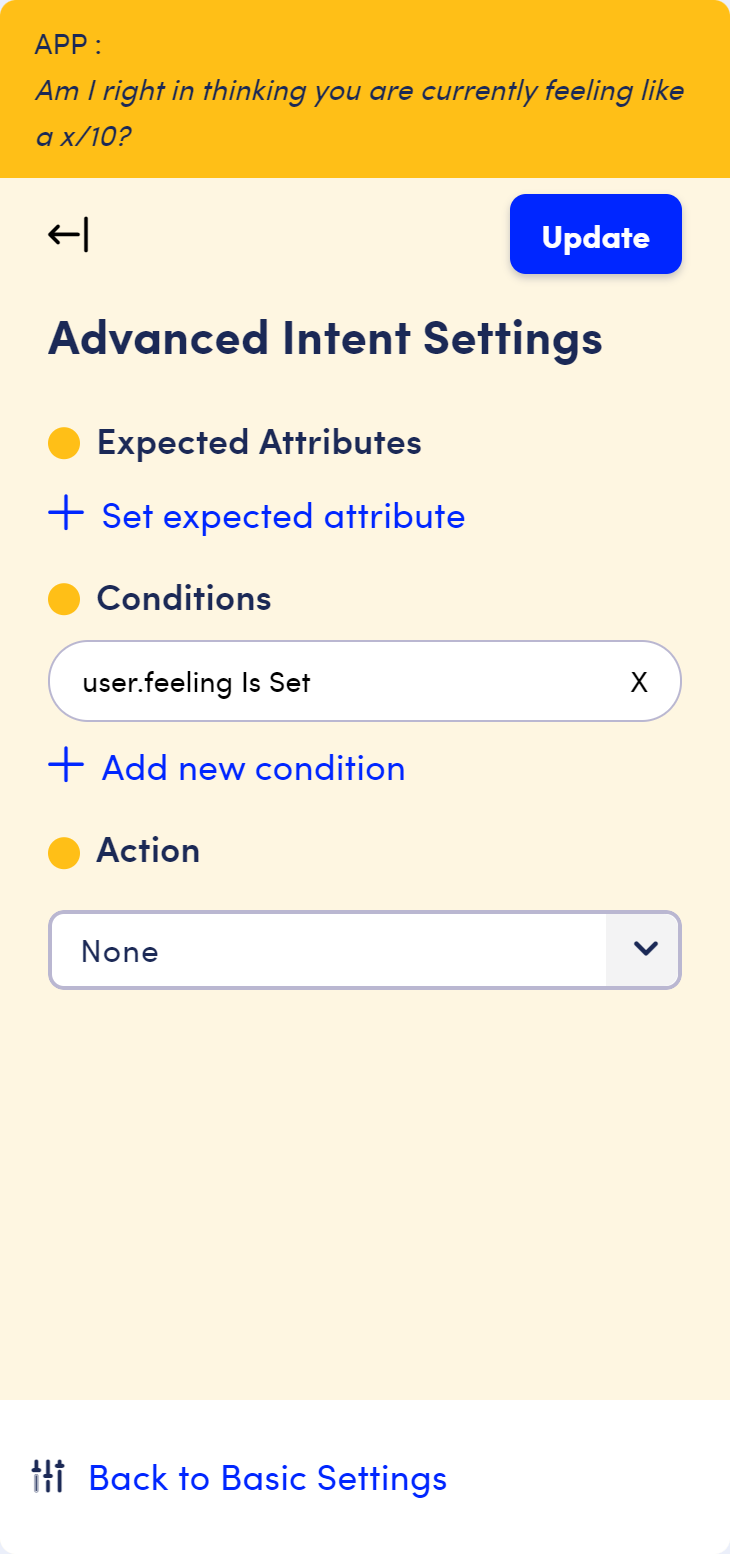 APP :
Am I right in thinking you are currently feeling like
a x/10?
Update
Advanced Intent Settings
Expected Attributes
Set expected attribute
Conditions
user.feeling Is Set X
Add new condition
Action
None
Back to Basic Settings